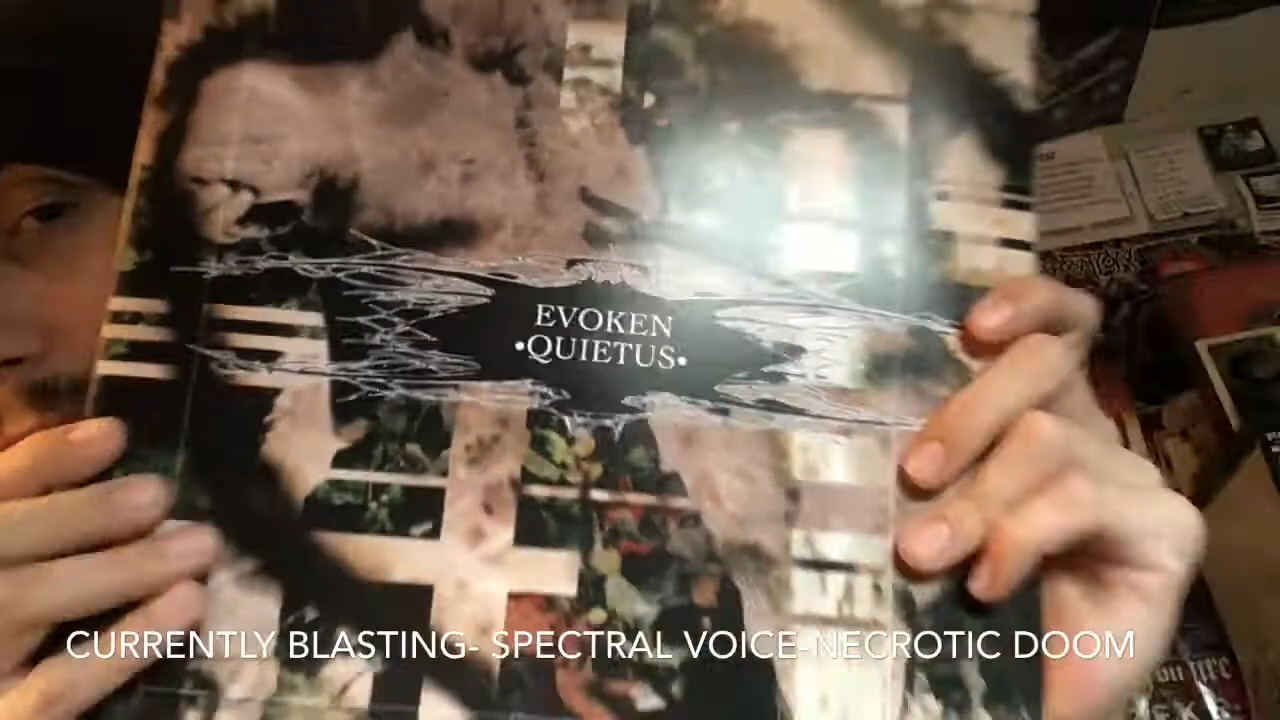 EVOKEN
•QUIETUS•
CURRENTLY BLASTING- SPECTRAL VOICE-NECROTIC DOOM